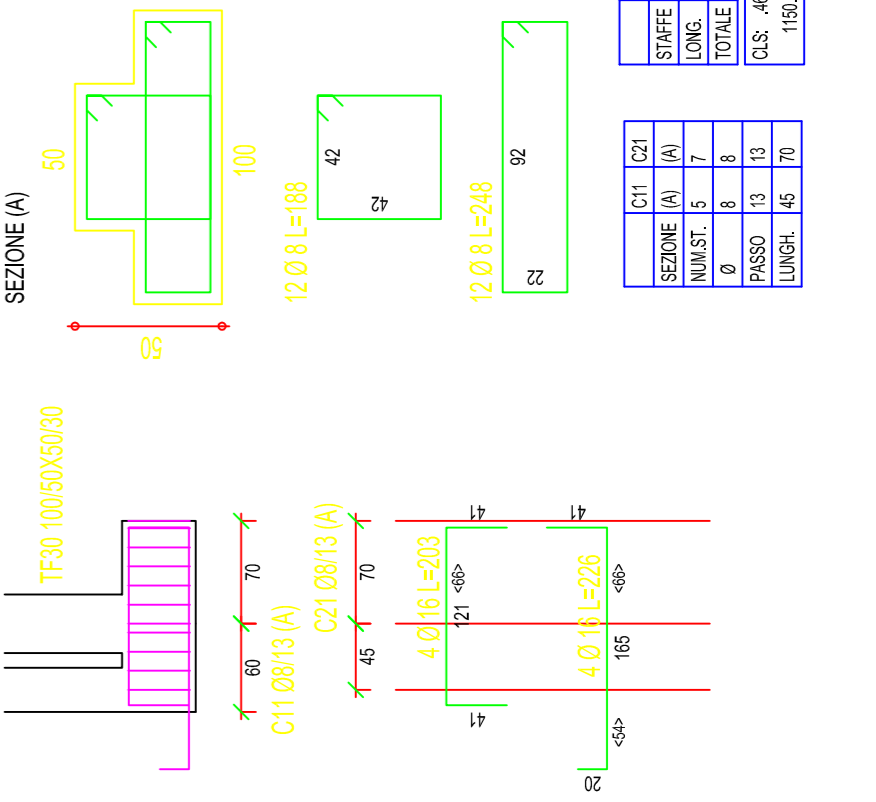 SEZIONE (A)
50
100
50
12 Ø 8 L=188
42
42
12 Ø 8 L=248
92
22
STAFFE
LONG.
TOTALE
CLS: .46
1150.
C11 C21
SEZIONE (A) (A)
NUM.ST. 5 7
Ø 8 8
PASSO 13 13
LUNGH. 45 70
TF30 100/50X50/30
60 70
C11 Ø8/13 (A)
C21 Ø8/13 (A)
45 70
4 Ø 16 L=203
121 <66>
41
41
4 Ø 16 L=226
41
<54> 165 <66>
20